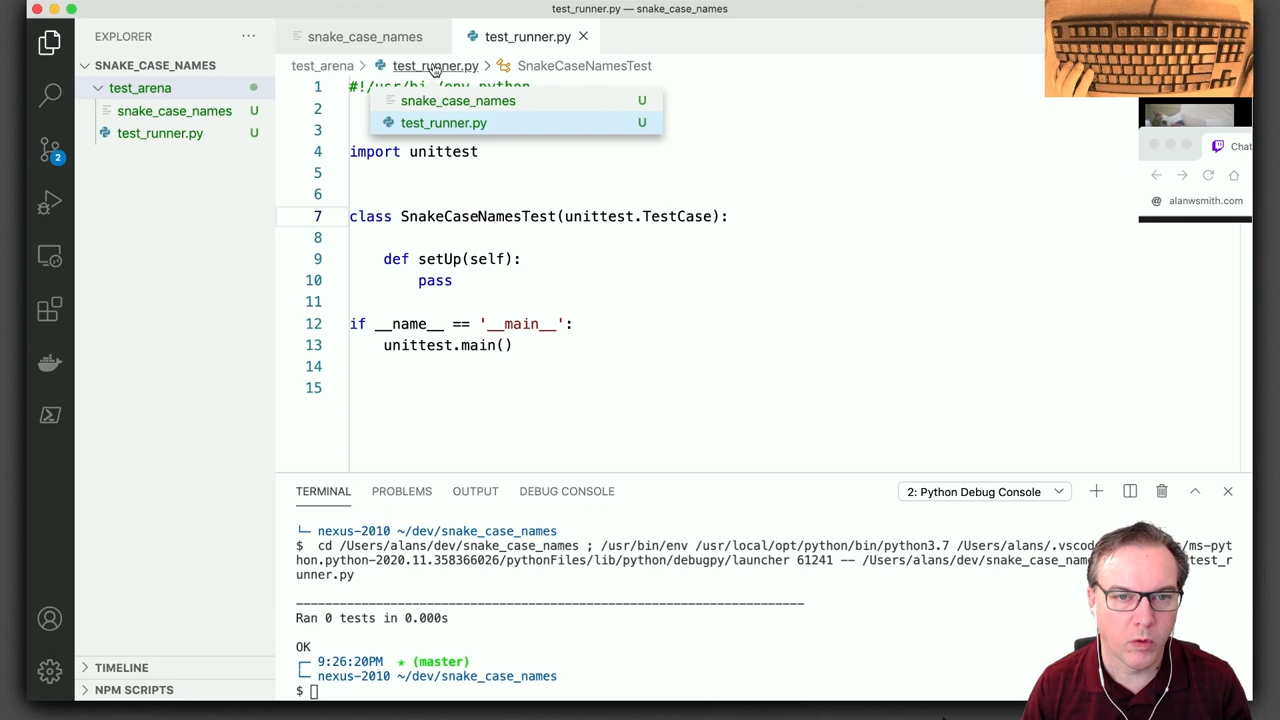 test_runner.py — snake_case_names
EXPLORER
snake_case_names
test_runner.py
SNAKE_CASE_NAMES
test_arena
test_runner.py
SnakeCaseNamesTest
test_arena
snake_case_names U
test_runner.py U
2
snake_case_names U
test_runner.py U
1
2
3
4 import unittest
5
6
7 class SnakeCaseNamesTest(unittest.TestCase):
8
9 def setUp(self):
10 pass
11
12 if __name__ == '__main__':
13 unittest.main()
14
15
Chat
@ alanwsmith.com
TERMINAL PROBLEMS OUTPUT DEBUG CONSOLE 2: Python Debug Console
nexus-2010 ~/dev/snake_case_names
$ cd /Users/alans/dev/snake_case_names ; /usr/bin/env /usr/local/opt/python/bin/python3.7 /Users/alans/.vscod /ms-pyt
hon.python-2020.11.358366026/pythonFiles/lib/python/debugpy/launcher 61241 -- /Users/alans/dev/snake_case_nam test_r
unner.py
----------------------------------------------------------------------
Ran 0 tests in 0.000s
OK
9:26:20PM ★ (master)
nexus-2010 ~/dev/snake_case_names
$
TIMELINE
NPM SCRIPTS